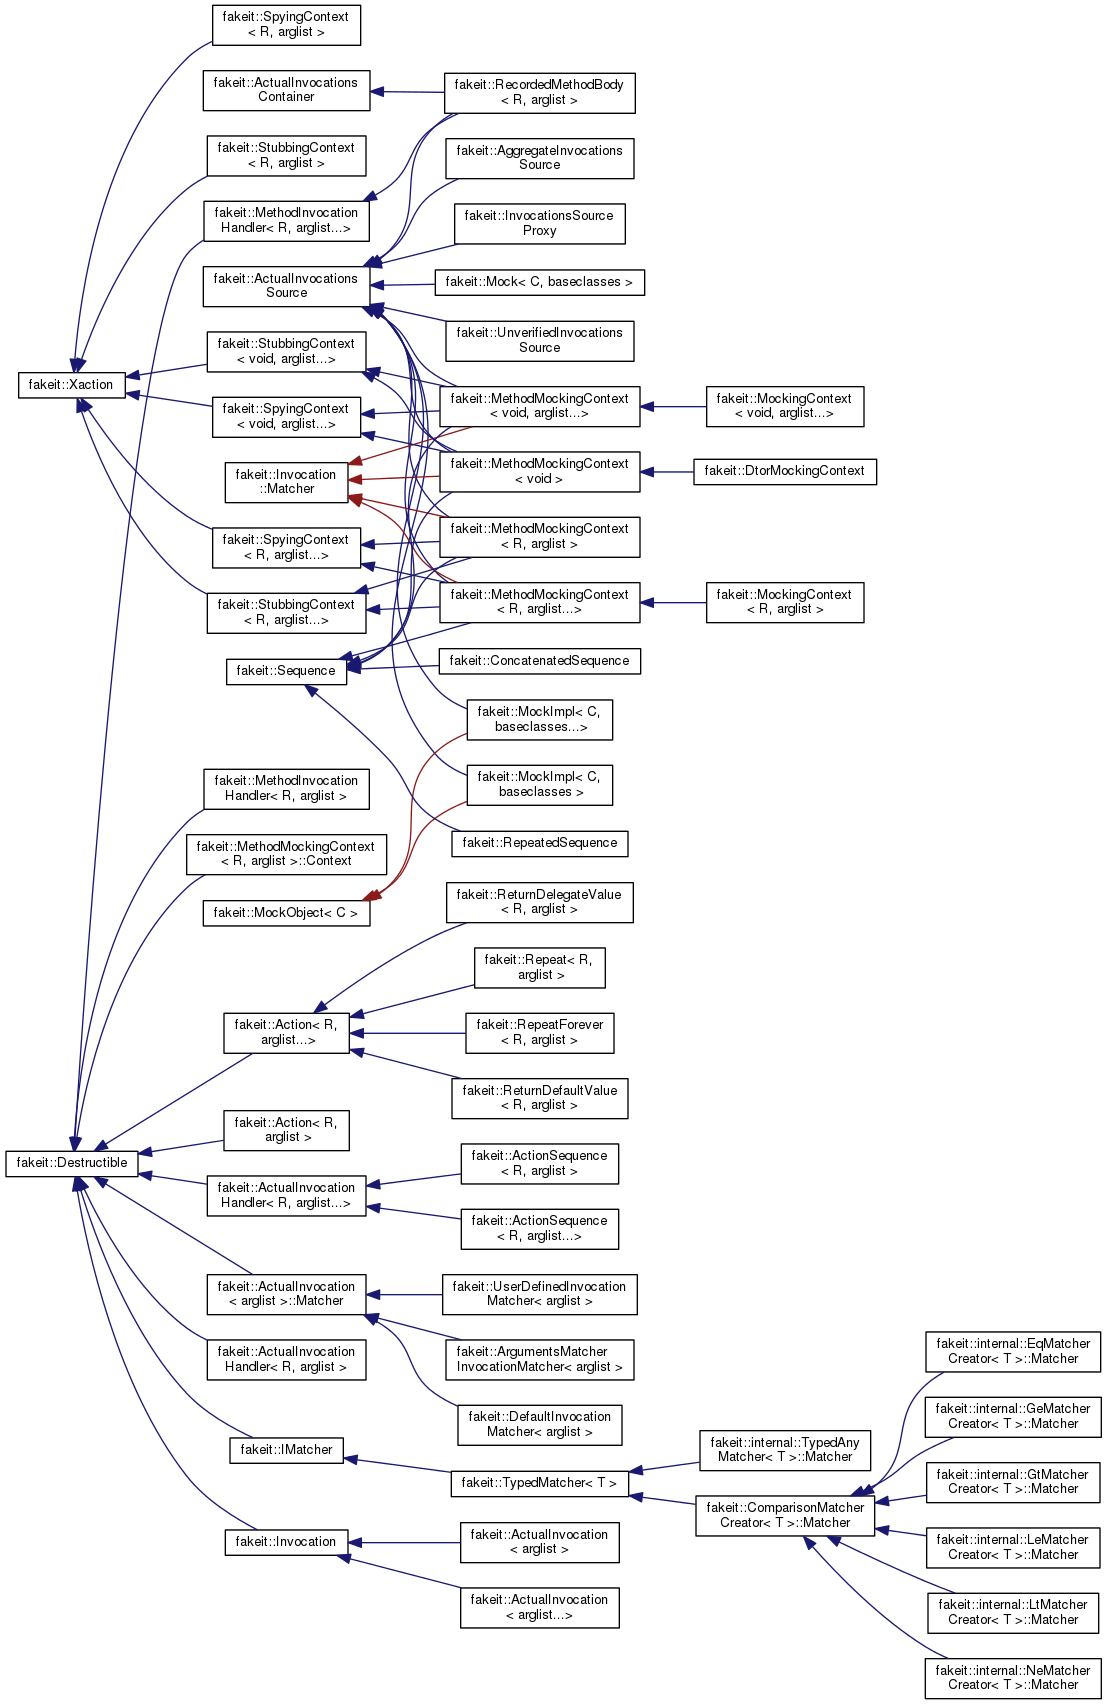 fakeit::SpyingContext
< R, arglist >
fakeit::ActualInvocations
Container
fakeit::RecordedMethodBody
< R, arglist >
fakeit::StubbingContext
< R, arglist >
fakeit::AggregateInvocations
Source
fakeit::MethodInvocation
Handler< R, arglist...>
fakeit::InvocationsSource
Proxy
fakeit::ActualInvocations
Source
fakeit::Mock< C, baseclasses >
fakeit::StubbingContext
< void, arglist...>
fakeit::UnverifiedInvocations
Source
fakeit::Xaction
fakeit::SpyingContext
< void, arglist...>
fakeit::MethodMockingContext
< void, arglist...>
fakeit::MockingContext
< void, arglist...>
fakeit::Invocation
::Matcher
fakeit::MethodMockingContext
< void >
fakeit::DtorMockingContext
fakeit::SpyingContext
< R, arglist...>
fakeit::MethodMockingContext
< R, arglist >
fakeit::StubbingContext
< R, arglist...>
fakeit::MethodMockingContext
< R, arglist...>
fakeit::MockingContext
< R, arglist >
fakeit::Sequence
fakeit::ConcatenatedSequence
fakeit::MockImpl< C,
baseclasses...>
fakeit::MethodInvocation
Handler< R, arglist >
fakeit::MockImpl< C,
baseclasses >
fakeit::MethodMockingContext
< R, arglist >::Context
fakeit::RepeatedSequence
fakeit::MockObject< C >
fakeit::ReturnDelegateValue
< R, arglist >
fakeit::Repeat< R,
arglist >
fakeit::Action< R,
arglist...>
fakeit::RepeatForever
< R, arglist >
fakeit::ReturnDefaultValue
< R, arglist >
fakeit::Action< R,
arglist >
fakeit::Destructible
fakeit::ActionSequence
< R, arglist >
fakeit::ActualInvocation
Handler< R, arglist...>
fakeit::ActionSequence
< R, arglist...>
fakeit::ActualInvocation
< arglist >::Matcher
fakeit::UserDefinedInvocation
Matcher< arglist >
fakeit::ActualInvocation
Handler< R, arglist >
fakeit::ArgumentsMatcher
InvocationMatcher< arglist >
fakeit::internal::EqMatcher
Creator< T >::Matcher
fakeit::DefaultInvocation
Matcher< arglist >
fakeit::internal::GeMatcher
Creator< T >::Matcher
fakeit::IMatcher
fakeit::internal::TypedAny
Matcher< T >::Matcher
fakeit::TypedMatcher< T >
fakeit::internal::GtMatcher
Creator< T >::Matcher
fakeit::ComparisonMatcher
Creator< T >::Matcher
fakeit::Invocation
fakeit::ActualInvocation
< arglist >
fakeit::internal::LeMatcher
Creator< T >::Matcher
fakeit::ActualInvocation
< arglist...>
fakeit::internal::LtMatcher
Creator< T >::Matcher
fakeit::internal::NeMatcher
Creator< T >::Matcher